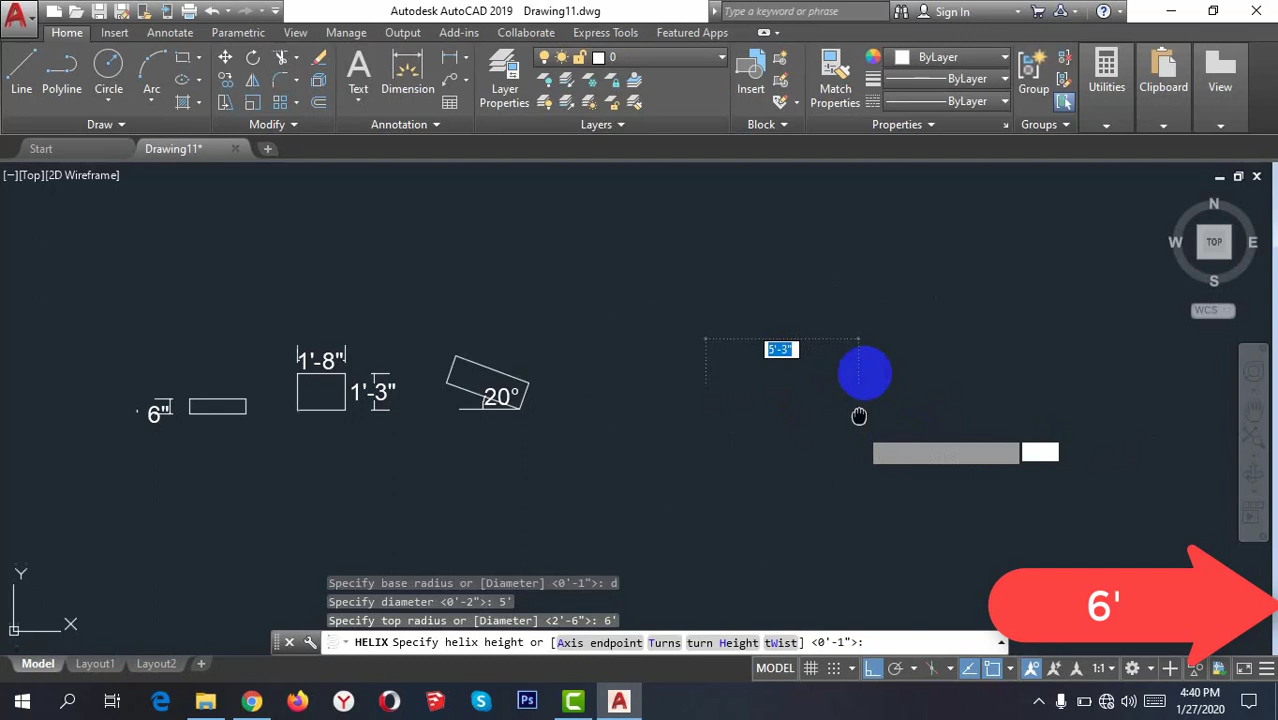 Autodesk AutoCAD 2019 Drawing11.dwg
Type a keyword or phrase
Sign In
Home Insert Annotate Parametric View Manage Output Add-ins Collaborate Express Tools Featured Apps
0
ByLayer
ByLayer
ByLayer
Line Polyline Circle Arc
Text Dimension
Layer Properties
Insert
Match Properties
Group
Utilities
Clipboard
View
Draw Modify Annotation Layers Block Properties Groups
Start Drawing11*
[−][Top][2D Wireframe]
N
W TOP E
S
WCS
5'-3"
1'-8"
1'-3"
6"
20°
Y
X
Specify base radius or [Diameter] <0'-1">: d
Specify diameter <0'-2">: 5'
Specify top radius or [Diameter] <2'-6">: 6'
HELIX Specify helix height or [Axis endpoint Turns turn Height tWist] <0'-1">:
6'
Model Layout1 Layout2
MODEL
1:1
Ps
4:40 PM
1/27/2020